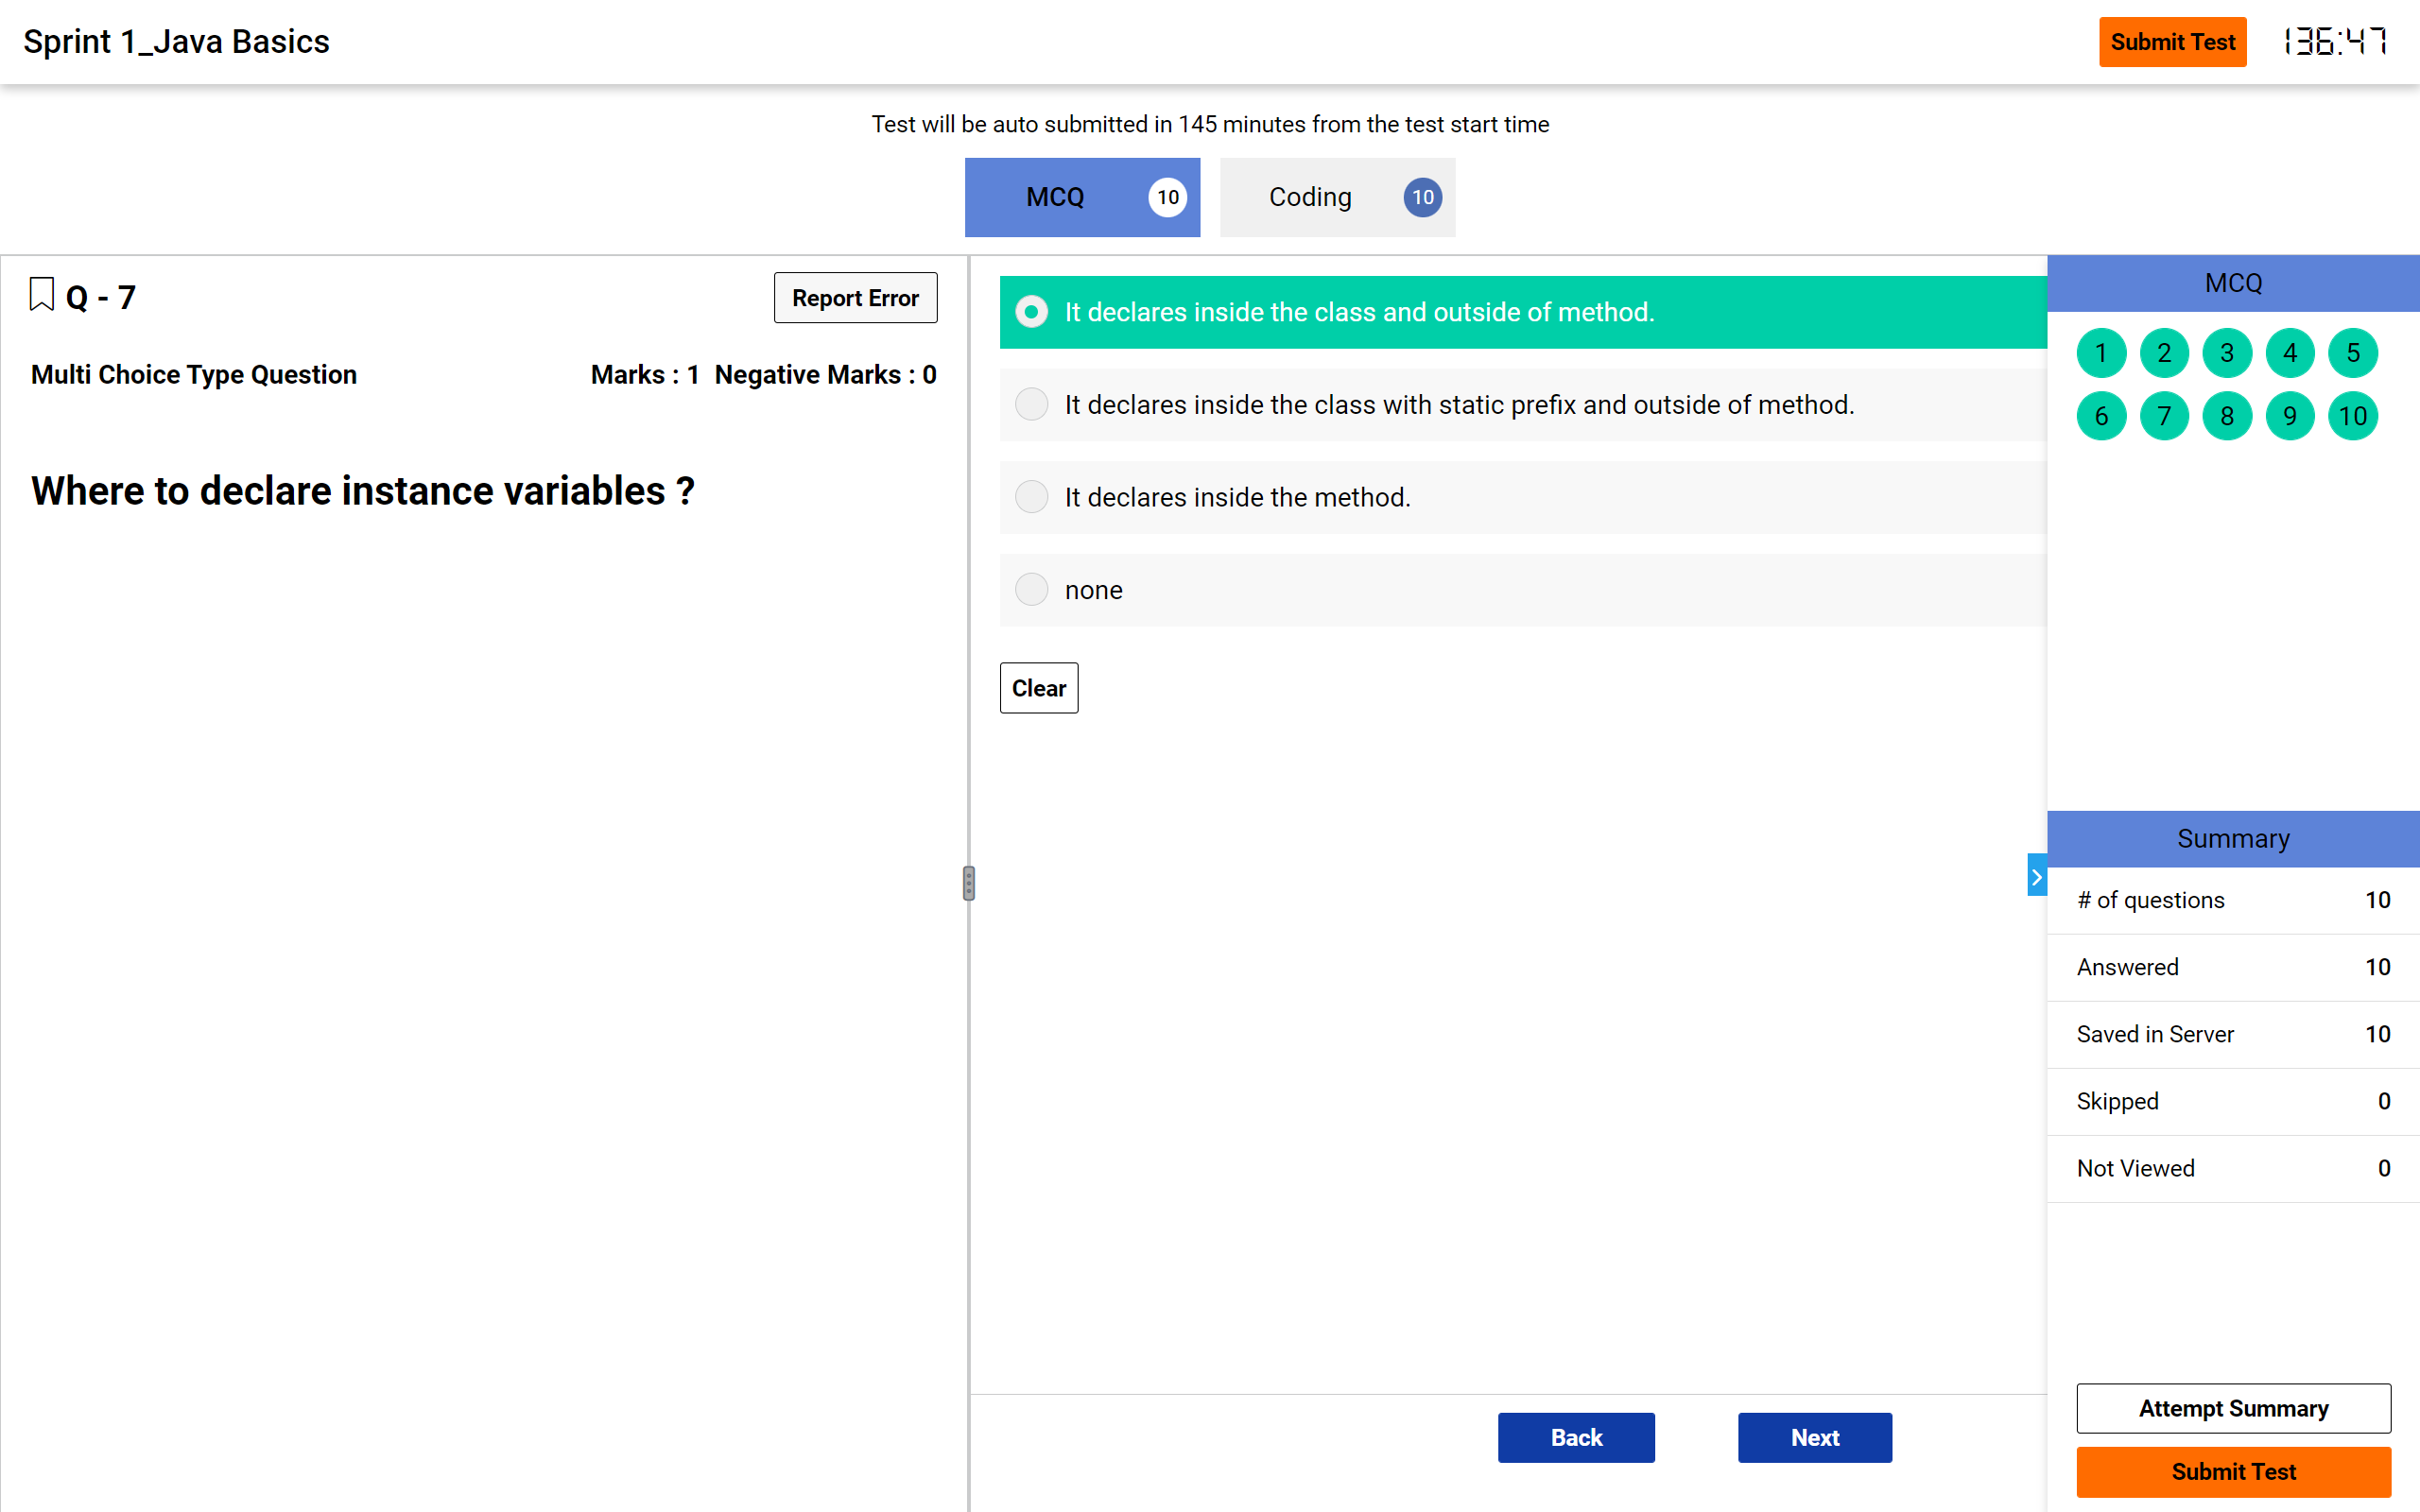 Sprint 1_Java Basics
Submit Test
136:47
Test will be auto submitted in 145 minutes from the test start time
MCQ 10
Coding 10
Q - 7
Report Error
Multi Choice Type Question
Marks : 1 Negative Marks : 0
Where to declare instance variables ?
It declares inside the class and outside of method.
It declares inside the class with static prefix and outside of method.
It declares inside the method.
none
Clear
Back
Next
MCQ
1 2 3 4 5
6 7 8 9 10
Summary
# of questions 10
Answered 10
Saved in Server 10
Skipped 0
Not Viewed 0
Attempt Summary
Submit Test